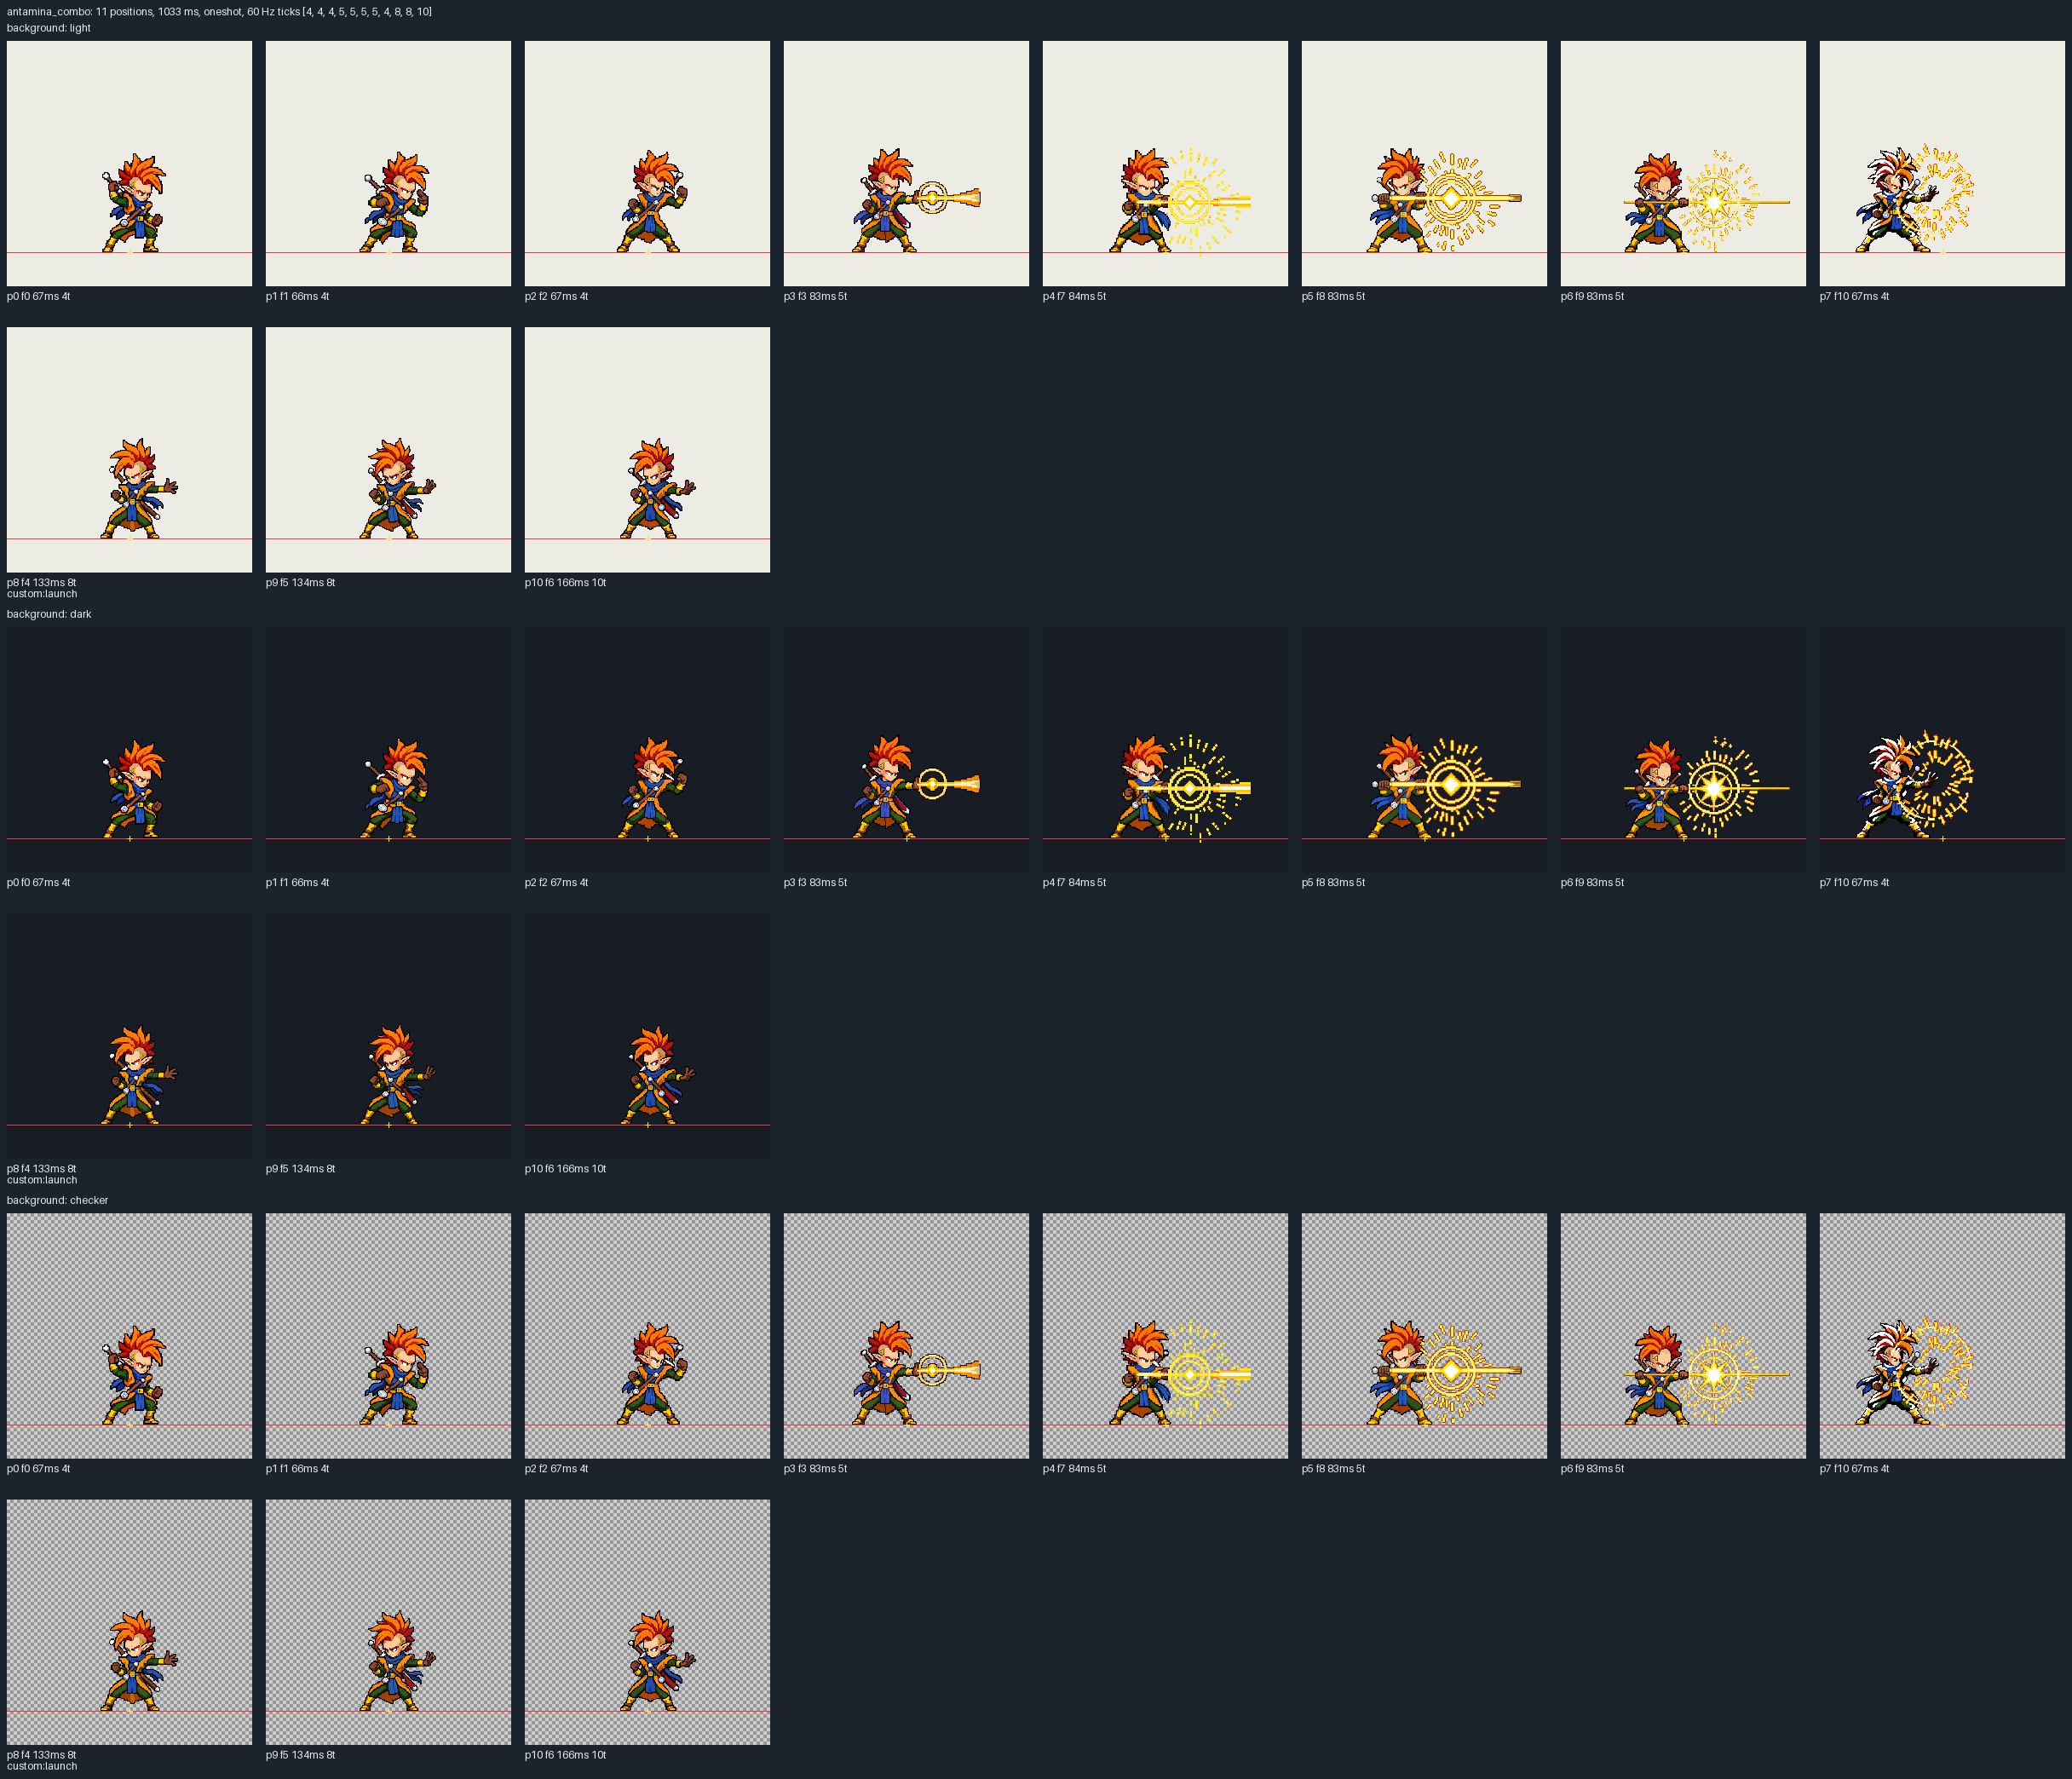 antamina_combo: 11 positions, 1033 ms, oneshot, 60 Hz ticks [4, 4, 4, 5, 5, 5, 5, 4, 8, 8, 10]
background: light
p0 f0 67ms 4t
p1 f1 66ms 4t
p2 f2 67ms 4t
p3 f3 83ms 5t
p4 f7 84ms 5t
p5 f8 83ms 5t
p6 f9 83ms 5t
p7 f10 67ms 4t
p8 f4 133ms 8t
custom:launch
p9 f5 134ms 8t
p10 f6 166ms 10t
background: dark
p0 f0 67ms 4t
p1 f1 66ms 4t
p2 f2 67ms 4t
p3 f3 83ms 5t
p4 f7 84ms 5t
p5 f8 83ms 5t
p6 f9 83ms 5t
p7 f10 67ms 4t
p8 f4 133ms 8t
custom:launch
p9 f5 134ms 8t
p10 f6 166ms 10t
background: checker
p0 f0 67ms 4t
p1 f1 66ms 4t
p2 f2 67ms 4t
p3 f3 83ms 5t
p4 f7 84ms 5t
p5 f8 83ms 5t
p6 f9 83ms 5t
p7 f10 67ms 4t
p8 f4 133ms 8t
custom:launch
p9 f5 134ms 8t
p10 f6 166ms 10t